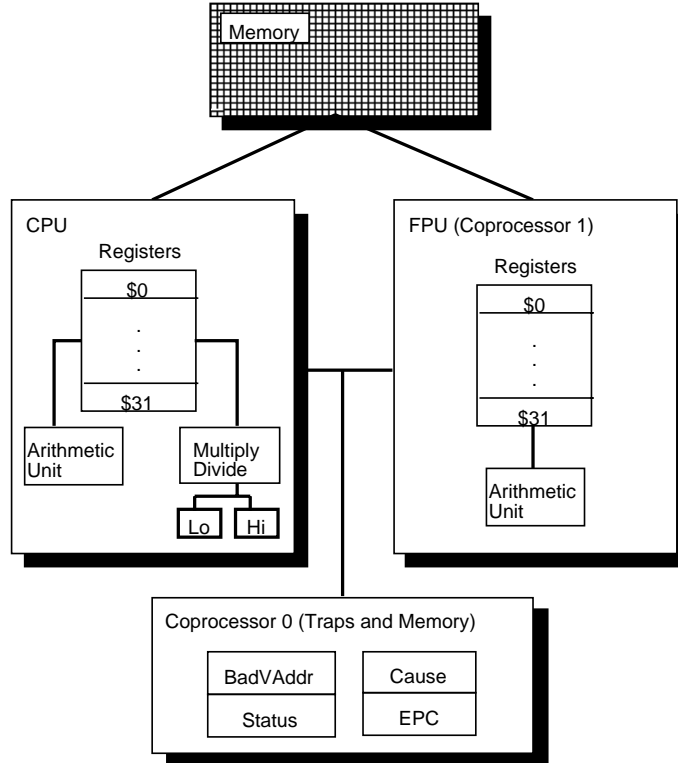 Memory
CPU
Registers
$0
.
.
.
$31
Arithmetic
Unit
Multiply
Divide
Lo
Hi
FPU (Coprocessor 1)
Registers
$0
.
.
.
$31
Arithmetic
Unit
Coprocessor 0 (Traps and Memory)
BadVAddr
Status
Cause
EPC